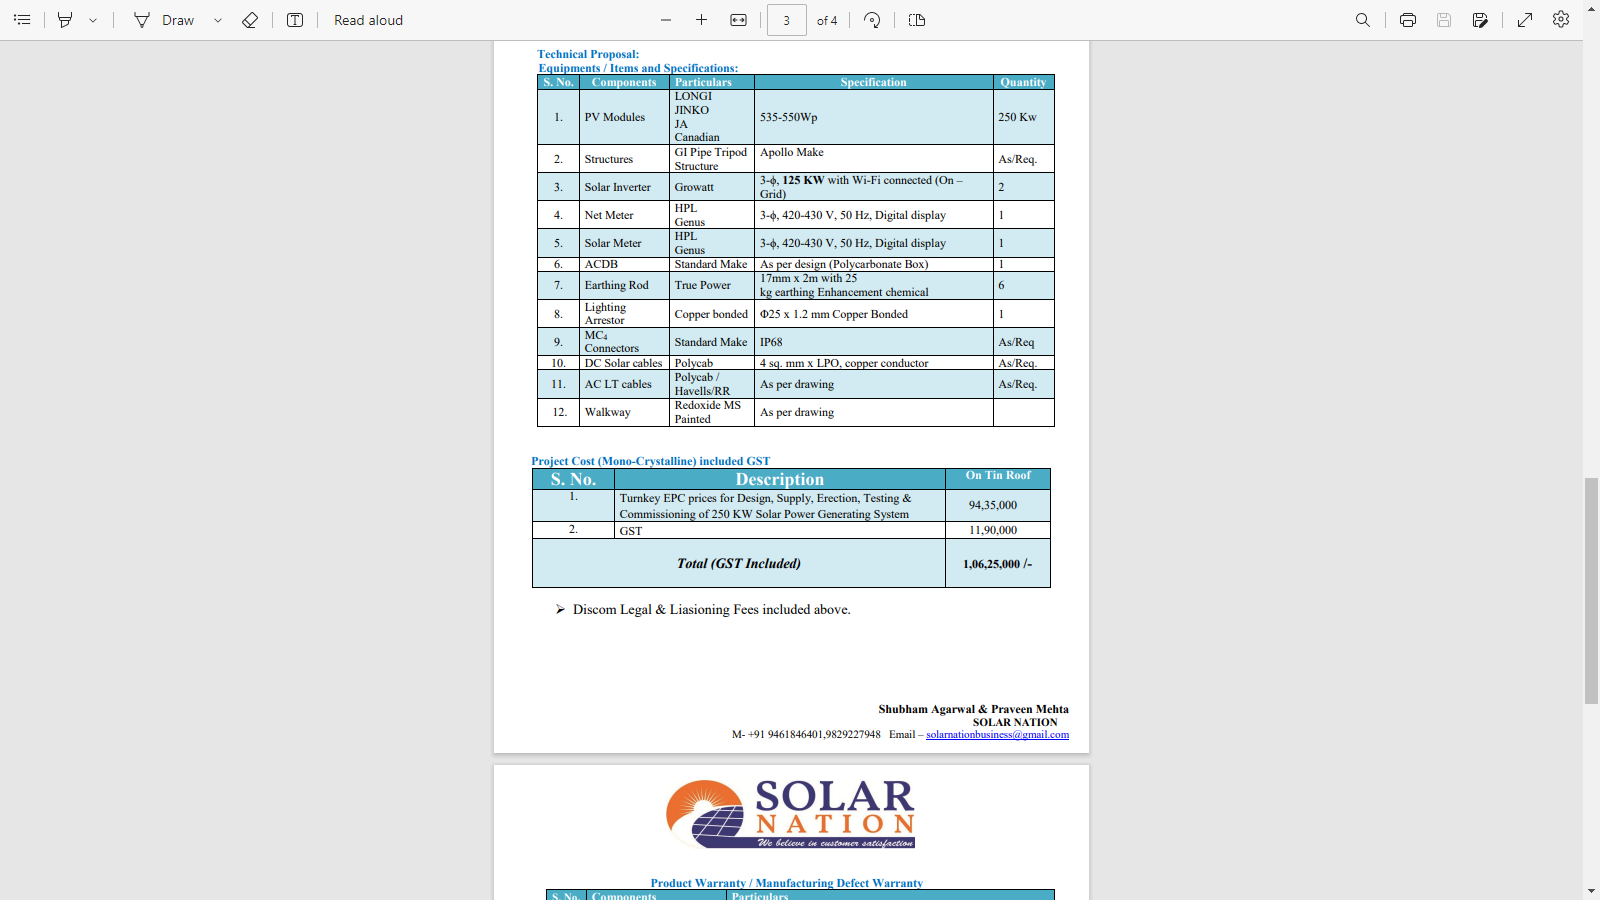 Draw
Read aloud
3
of 4
Technical Proposal:
Equipments / Items and Specifications:
S. No. Components Particulars Specification Quantity
1. PV Modules LONGI JINKO JA Canadian 535-550Wp 250 Kw
2. Structures GI Pipe Tripod Structure Apollo Make As/Req.
3. Solar Inverter Growatt 3-ϕ, 125 KW with Wi-Fi connected (On – Grid) 2
4. Net Meter HPL Genus 3-ϕ, 420-430 V, 50 Hz, Digital display 1
5. Solar Meter HPL Genus 3-ϕ, 420-430 V, 50 Hz, Digital display 1
6. ACDB Standard Make As per design (Polycarbonate Box) 1
7. Earthing Rod True Power 17mm x 2m with 25 kg earthing Enhancement chemical 6
8. Lighting Arrestor Copper bonded Φ25 x 1.2 mm Copper Bonded 1
9. MC4 Connectors Standard Make IP68 As/Req
10. DC Solar cables Polycab 4 sq. mm x LPO, copper conductor As/Req.
11. AC LT cables Polycab / Havells/RR As per drawing As/Req.
12. Walkway Redoxide MS Painted As per drawing
Project Cost (Mono-Crystalline) included GST
S. No. Description On Tin Roof
1. Turnkey EPC prices for Design, Supply, Erection, Testing & Commissioning of 250 KW Solar Power Generating System 94,35,000
2. GST 11,90,000
Total (GST Included) 1,06,25,000 /-
➢ Discom Legal & Liasioning Fees included above.
Shubham Agarwal & Praveen Mehta
SOLAR NATION
M- +91 9461846401,9829227948 Email – solarnationbusiness@gmail.com
SOLAR
NATION
We believe in customer satisfaction
Product Warranty / Manufacturing Defect Warranty
S. No. Components Particulars